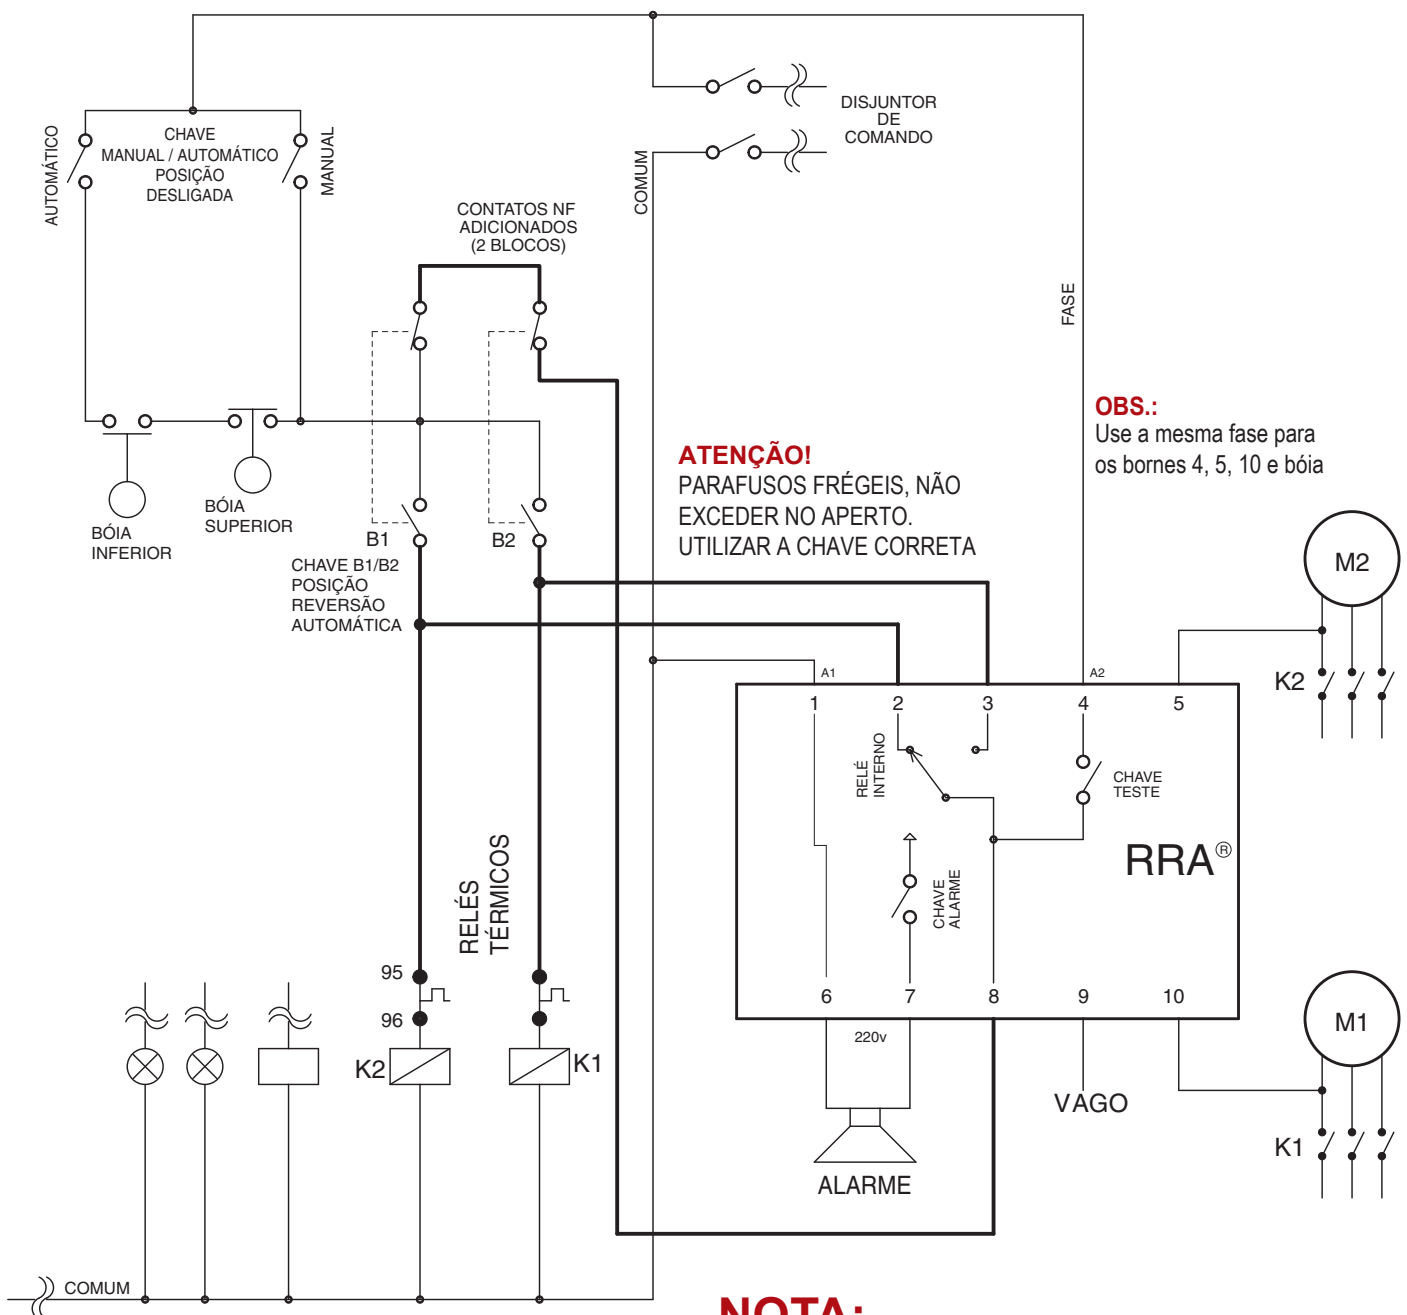 DISJUNTOR
DE
COMANDO
AUTOMÁTICO
CHAVE
MANUAL / AUTOMÁTICO
POSIÇÃO
DESLIGADA
MANUAL
COMUM
CONTATOS NF
ADICIONADOS
(2 BLOCOS)
FASE
OBS.:
Use a mesma fase para
os bornes 4, 5, 10 e bóia
ATENÇÃO!
PARAFUSOS FRÉGEIS, NÃO
EXCEDER NO APERTO.
UTILIZAR A CHAVE CORRETA
BÓIA
INFERIOR
BÓIA
SUPERIOR
B1
B2
CHAVE B1/B2
POSIÇÃO
REVERSÃO
AUTOMÁTICA
M2
K2
A1
A2
1
2
3
4
5
RELÉ
INTERNO
CHAVE
TESTE
RRA®
CHAVE
ALARME
RELÉS
TÉRMICOS
95
96
6
7
8
9
10
220v
M1
K1
K2
K1
VAGO
ALARME
COMUM
NOTA: